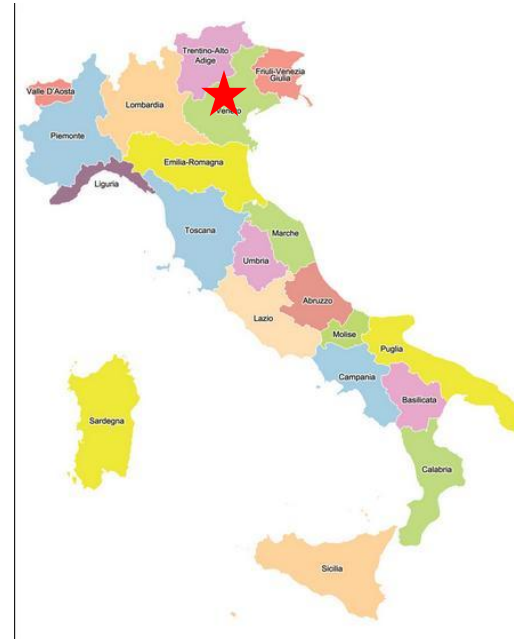 Trentino-Alto
Adige
Friuli-Venezia
Giulia
Valle D'Aosta
Lombardia
Veneto
Piemonte
Emilia-Romagna
Liguria
Toscana
Marche
Umbria
Abruzzo
Lazio
Molise
Puglia
Campania
Basilicata
Sardegna
Calabria
Sicilia